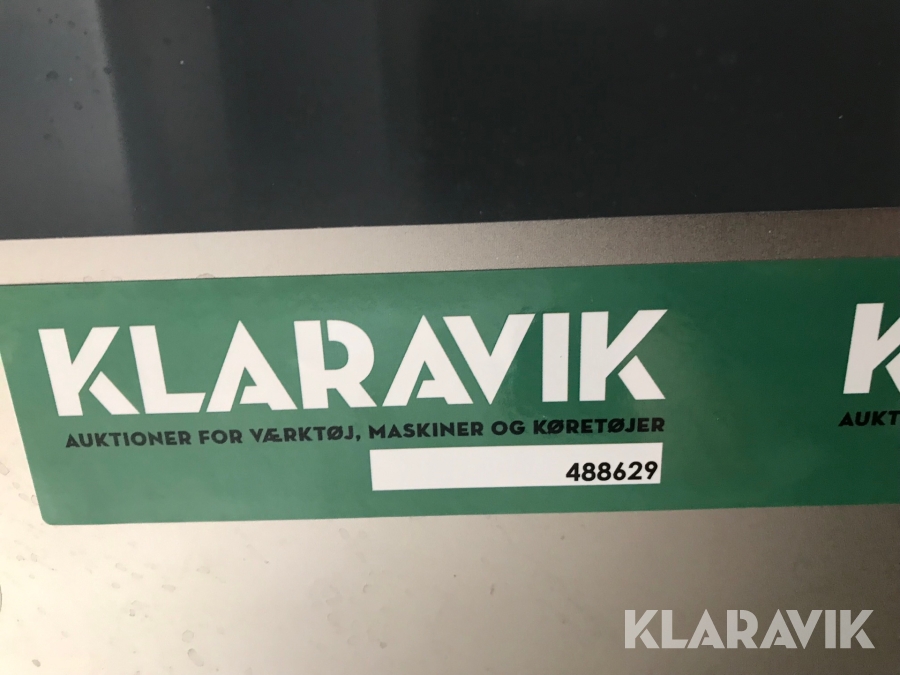 KLARAVIK
AUKTIONER FOR VÆRKTØJ, MASKINER OG KØRETØJER
488629
K
AUKT
KLARAVIK